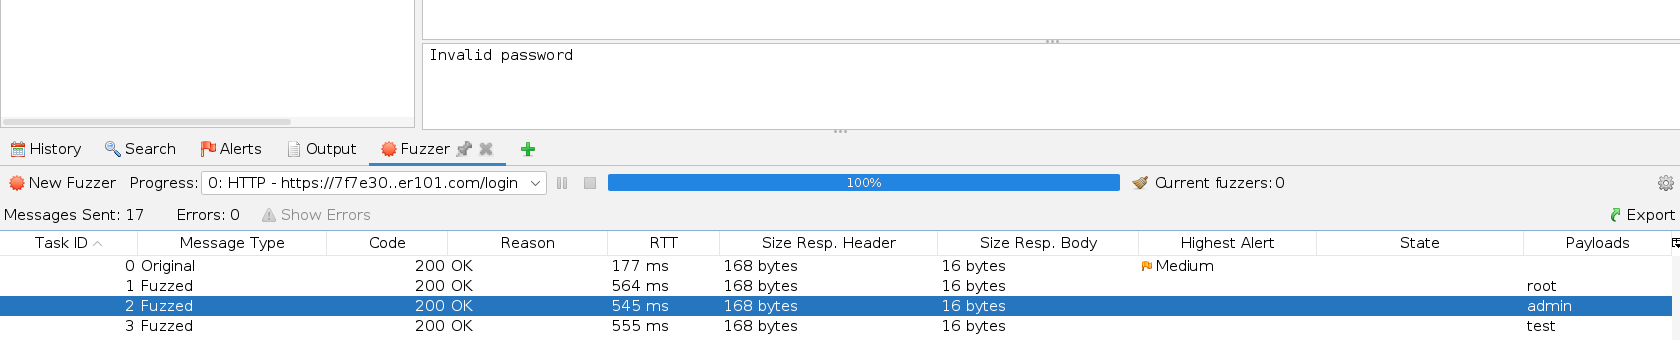 Invalid password
History Search Alerts Output Fuzzer
New Fuzzer Progress: 0: HTTP - https://7f7e30..er101.com/login 100% Current fuzzers: 0
Messages Sent: 17 Errors: 0 Show Errors Export
Task ID Message Type Code Reason RTT Size Resp. Header Size Resp. Body Highest Alert State Payloads
0 Original 200 OK 177 ms 168 bytes 16 bytes Medium
1 Fuzzed 200 OK 564 ms 168 bytes 16 bytes root
2 Fuzzed 200 OK 545 ms 168 bytes 16 bytes admin
3 Fuzzed 200 OK 555 ms 168 bytes 16 bytes test